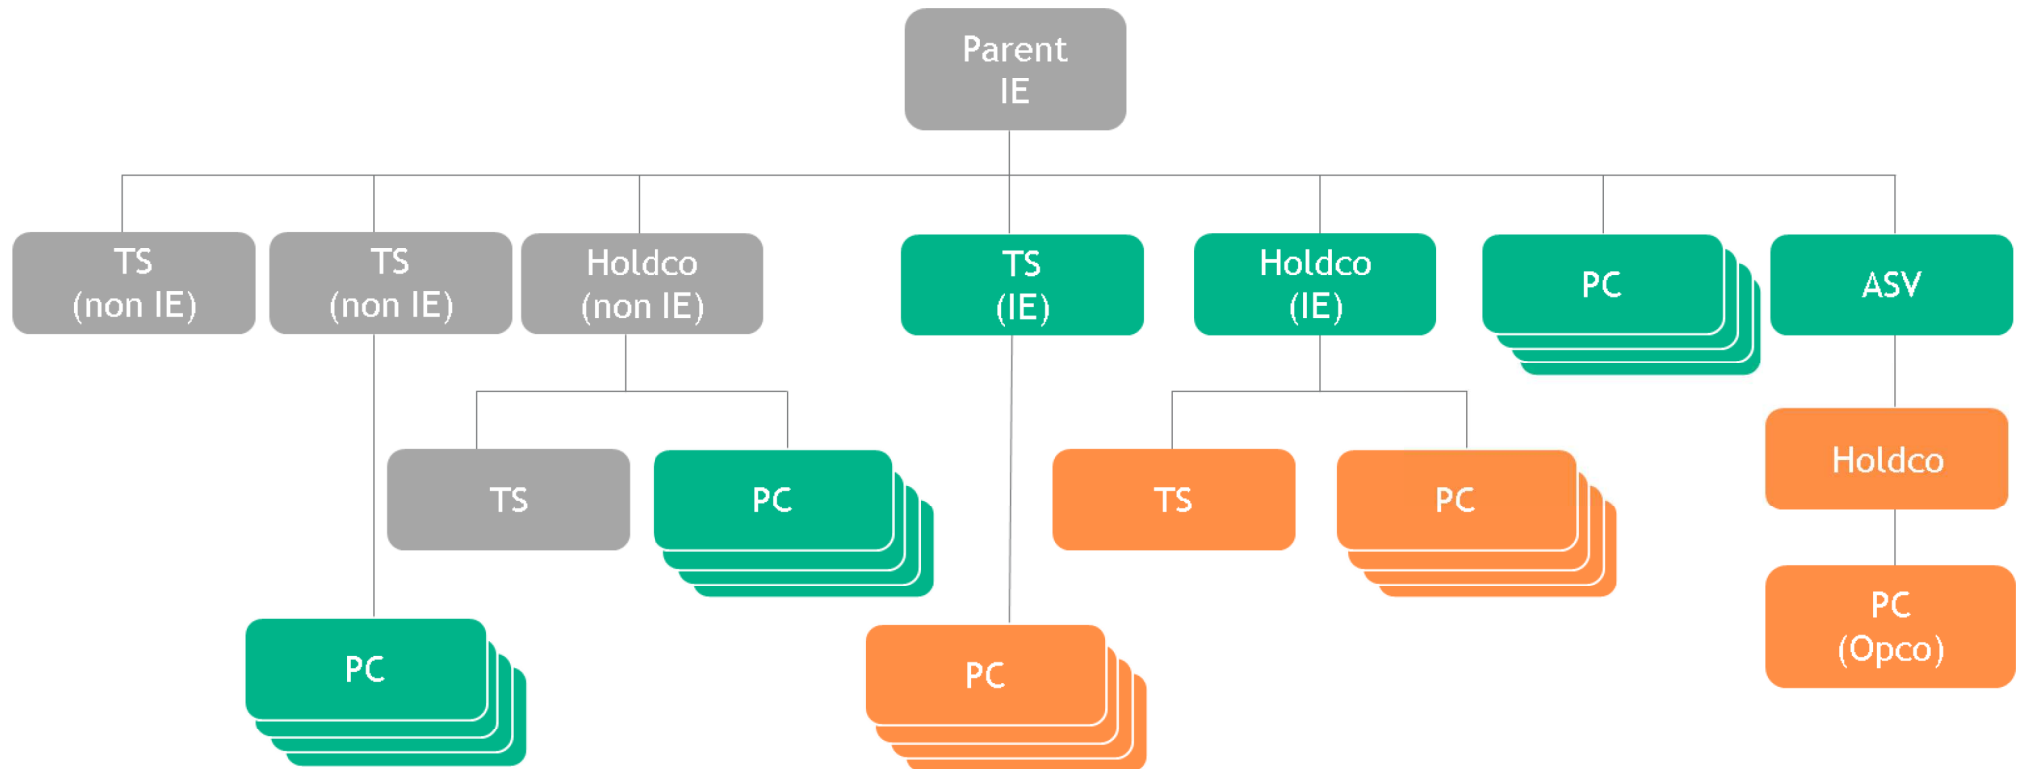 Parent
IE
TS
(non IE)
TS
(non IE)
Holdco
(non IE)
TS
(IE)
Holdco
(IE)
PC
ASV
TS
PC
TS
PC
Holdco
PC
PC
PC
(Opco)